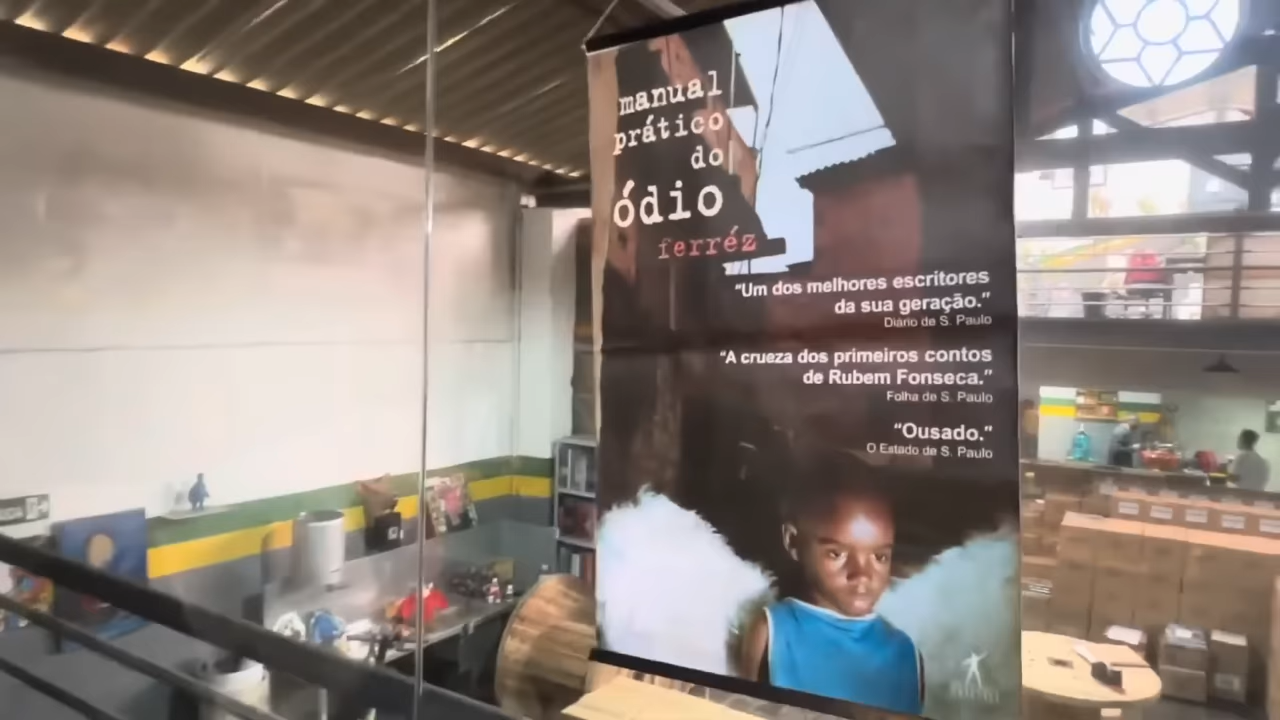 manual
prático
do
ódio
ferréz
“Um dos melhores escritores
da sua geração.”
Diário de S. Paulo
“A crueza dos primeiros contos
de Rubem Fonseca.”
Folha de S. Paulo
“Ousado.”
O Estado de S. Paulo